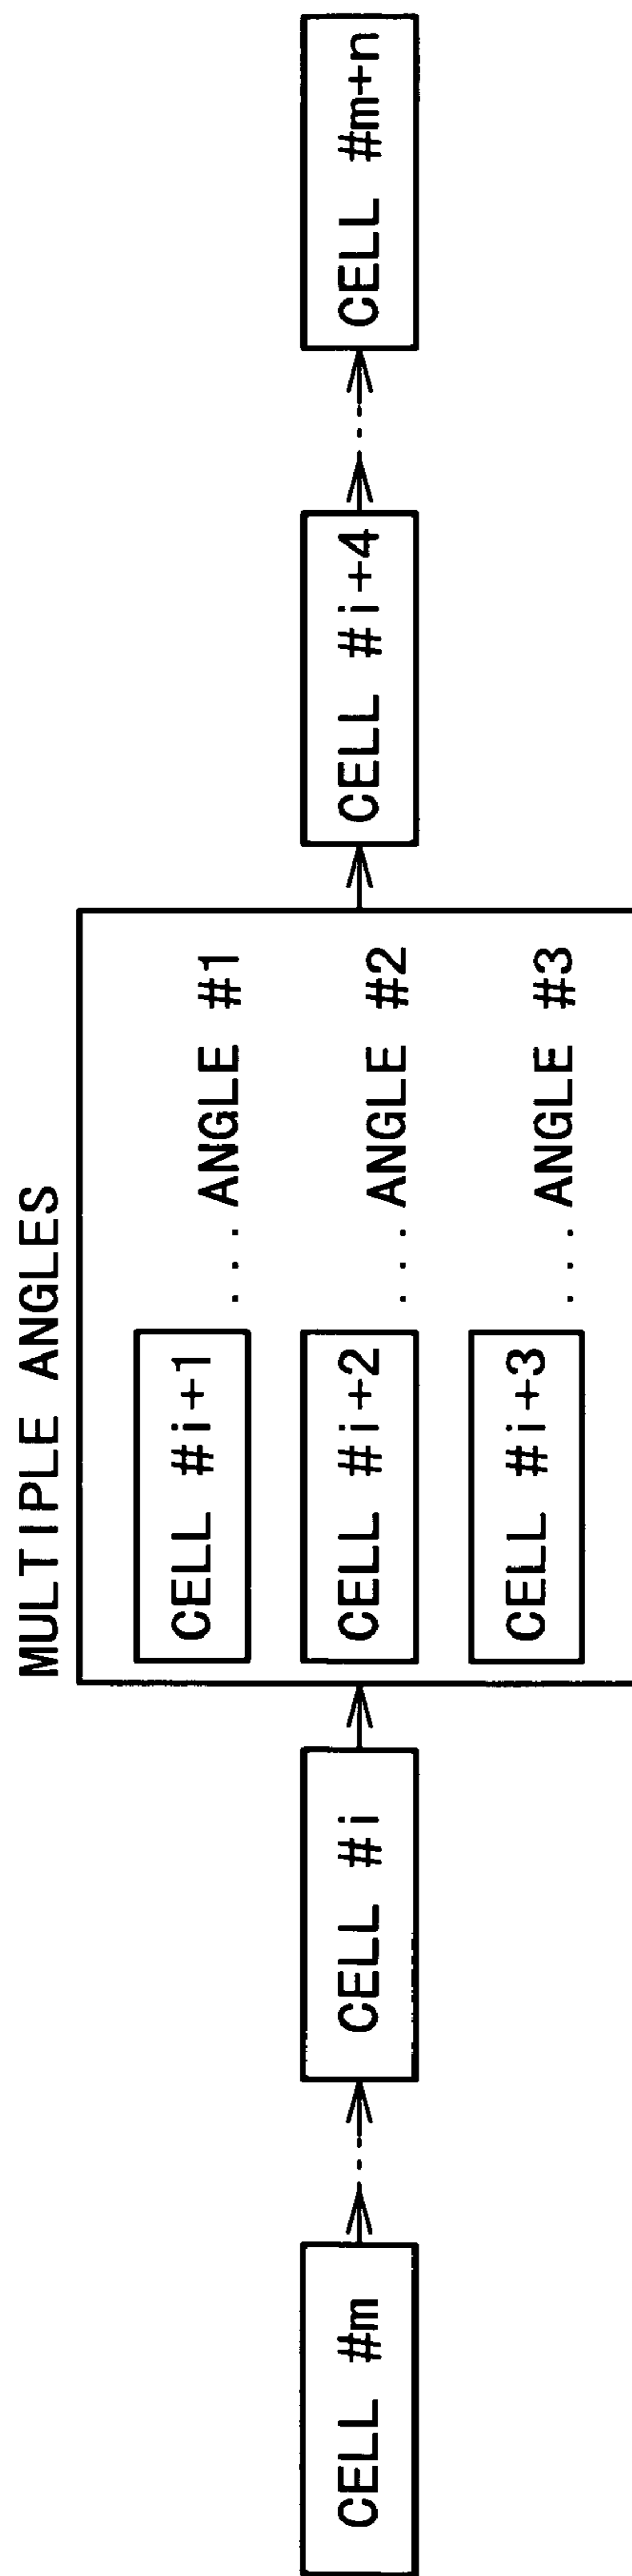 MULTIPLE ANGLES
CELL #m
CELL #i
CELL #i+1 ...ANGLE #1
CELL #i+2 ...ANGLE #2
CELL #i+3 ...ANGLE #3
CELL #i+4
CELL #m+n